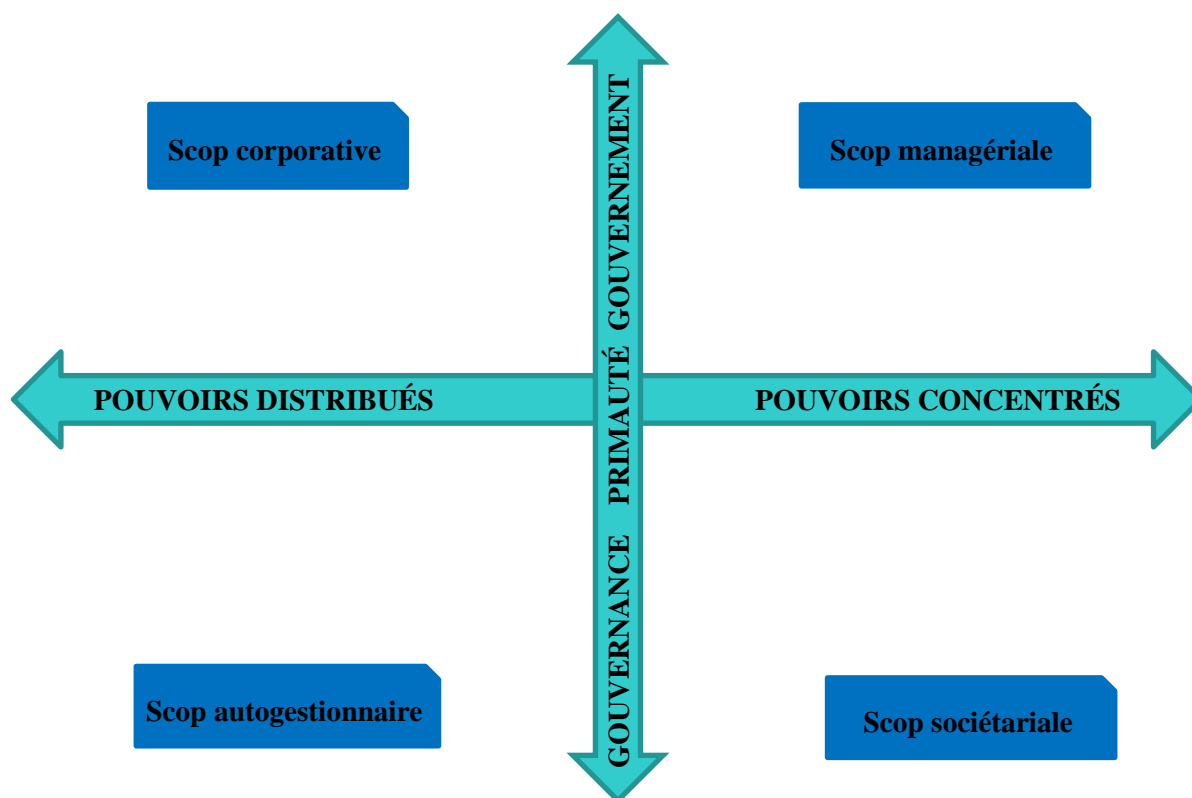 Scop corporative
Scop managériale
GOUVERNANCE PRIMAUTÉ GOUVERNEMENT
POUVOIRS DISTRIBUÉS
POUVOIRS CONCENTRÉS
Scop autogestionnaire
Scop sociétariale